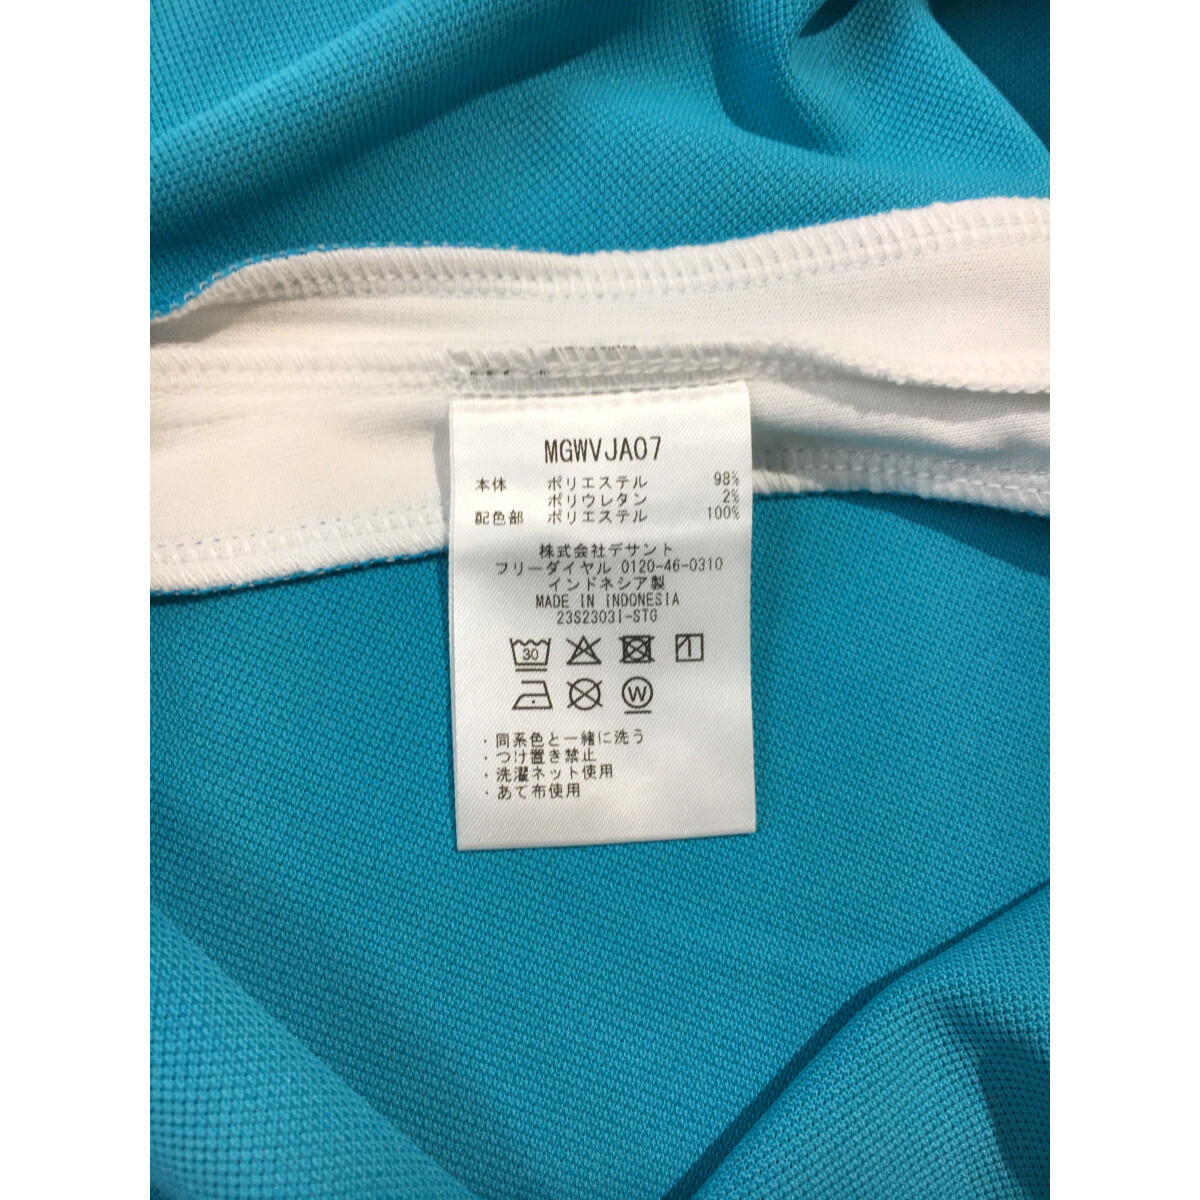 MGWVJA07
本体 ポリエステル 98%
ポリウレタン 2%
配色部 ポリエステル 100%
株式会社デサント
フリーダイヤル 0120-46-0310
インドネシア製
MADE IN INDONESIA
23S23031-STG
30
W
・同系色と一緒に洗う
・つけ置き禁止
・洗濯ネット使用
・あて布使用